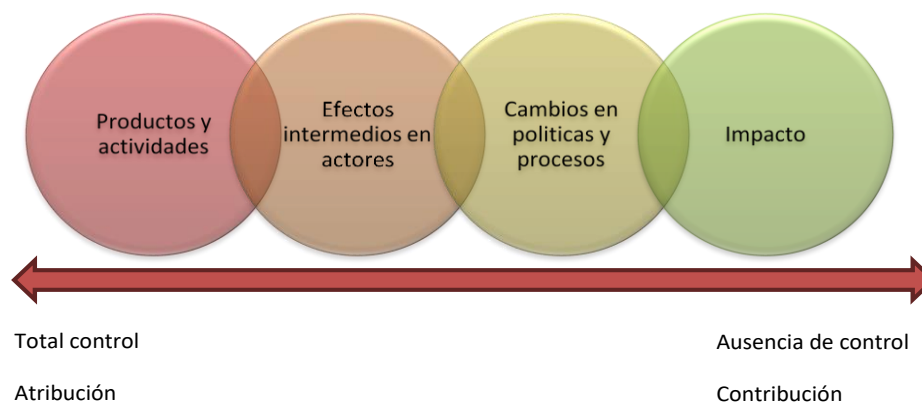 Productos y
actividades
Efectos
intermedios en
actores
Cambios en
politicas y
procesos
Impacto
Total control
Ausencia de control
Atribución
Contribución